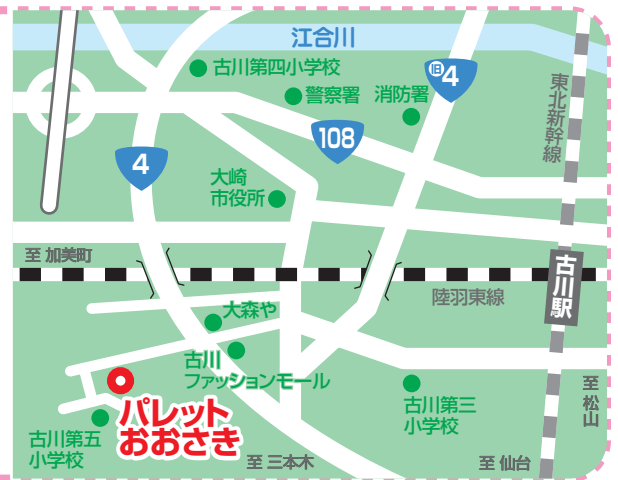 江合川
古川第四小学校
旧4
警察署
消防署
東北新幹線
108
4
大崎
市役所
至 加美町
古川駅
陸羽東線
大森や
古川
ファッションモール
パレット
おおさき
古川第三
小学校
至 松山
古川第五
小学校
至 三本木
至 仙台